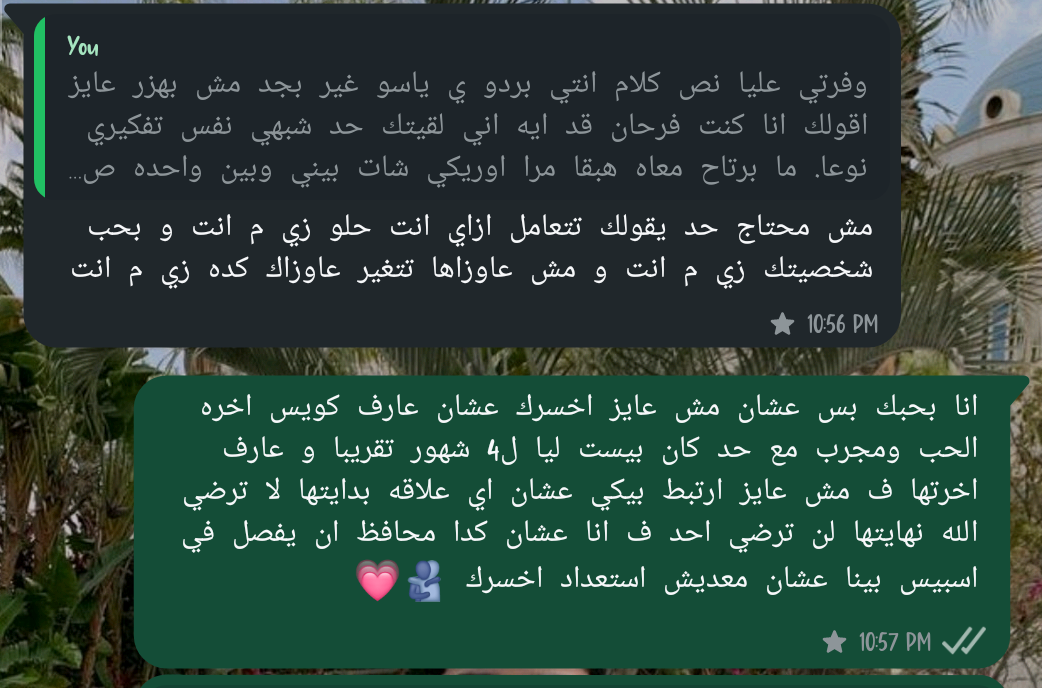 You
وفرتي عليا نص كلام انتي بردو ي ياسو غير بجد مش بهزر عايز
اقولك انا كنت فرحان قد ايه اني لقيتك حد شبهي نفس تفكيري
نوعا. ما برتاح معاه هبقا مرا اوريكي شات بيني وبين واحده ص...
مش محتاج حد يقولك تتعامل ازاي انت حلو زي م انت و بحب
شخصيتك زي م انت و مش عاوزاها تتغير عاوزاك كده زي م انت
10:56 PM
انا بحبك بس عشان مش عايز اخسرك عشان عارف كويس اخره
الحب ومجرب مع حد كان بيست ليا ل4 شهور تقريبا و عارف
اخرتها ف مش عايز ارتبط بيكي عشان اي علاقه بدايتها لا ترضي
الله نهايتها لن ترضي احد ف انا عشان كدا محافظ ان يفصل في
اسبيس بينا عشان معديش استعداد اخسرك 🫂💗
10:57 PM